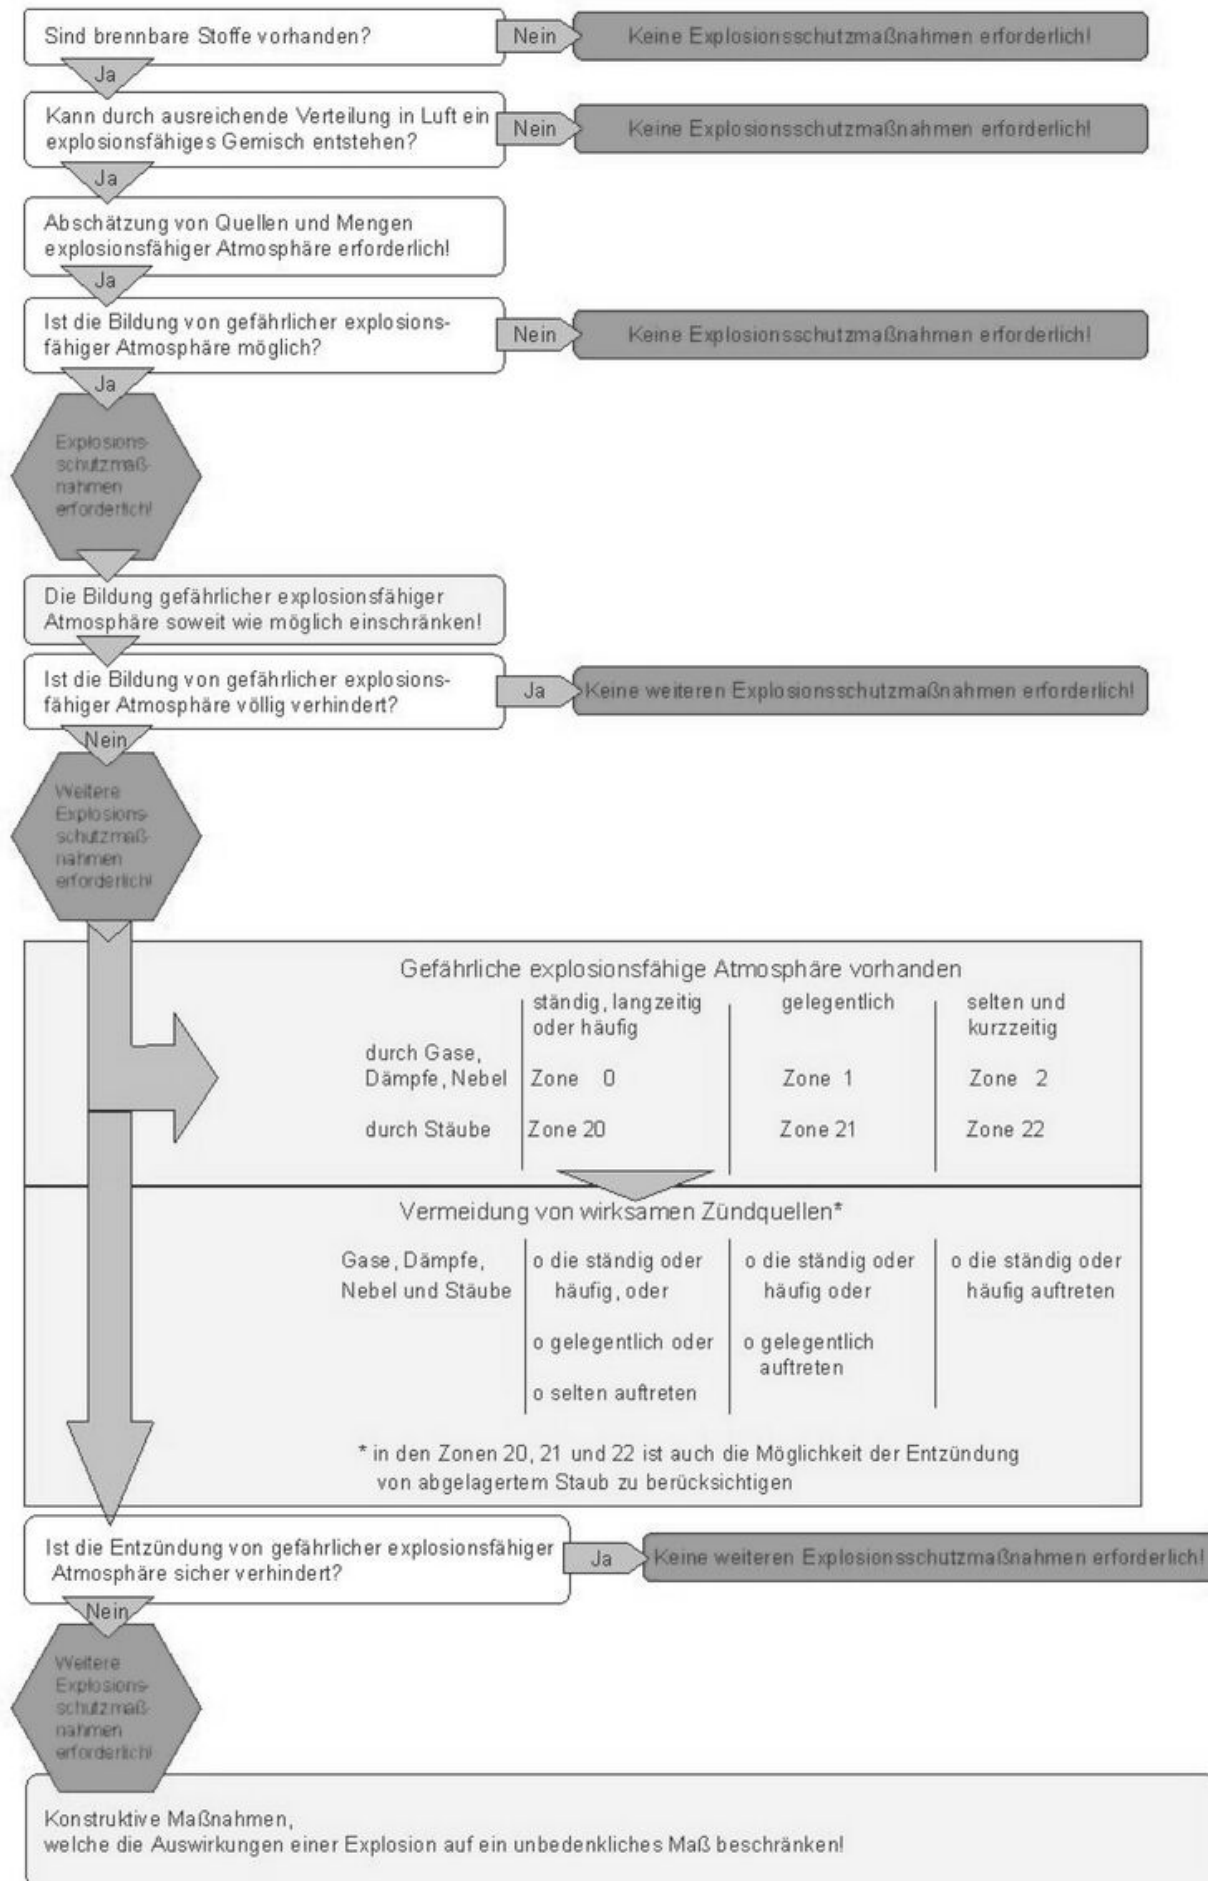 Sind brennbare Stoffe vorhanden?
Nein
Keine Explosionsschutzmaßnahmen erforderlich!
Ja
Kann durch ausreichende Verteilung in Luft ein
explosionsfähiges Gemisch entstehen?
Nein
Keine Explosionsschutzmaßnahmen erforderlich!
Ja
Abschätzung von Quellen und Mengen
explosionsfähiger Atmosphäre erforderlich!
Ja
Ist die Bildung von gefährlicher explosions-
fähiger Atmosphäre möglich?
Nein
Keine Explosionsschutzmaßnahmen erforderlich!
Ja
Explosions-
schutzmaß-
nahmen
erforderlich!
Die Bildung gefährlicher explosionsfähiger
Atmosphäre soweit wie möglich einschränken!
Ist die Bildung von gefährlicher explosions-
fähiger Atmosphäre völlig verhindert?
Ja
Keine weiteren Explosionsschutzmaßnahmen erforderlich!
Nein
Weitere
Explosions-
schutzmaß-
nahmen
erforderlich!
Gefährliche explosionsfähige Atmosphäre vorhanden
ständig, langzeitig
oder häufig
gelegentlich
selten und
kurzzeitig
durch Gase,
Dämpfe, Nebel
Zone 0
Zone 1
Zone 2
durch Stäube
Zone 20
Zone 21
Zone 22
Vermeidung von wirksamen Zündquellen*
Gase, Dämpfe,
Nebel und Stäube
o die ständig oder
häufig, oder
o gelegentlich oder
o selten auftreten
o die ständig oder
häufig oder
o gelegentlich
auftreten
o die ständig oder
häufig auftreten
* in den Zonen 20, 21 und 22 ist auch die Möglichkeit der Entzündung
von abgelagertem Staub zu berücksichtigen
Ist die Entzündung von gefährlicher explosionsfähiger
Atmosphäre sicher verhindert?
Ja
Keine weiteren Explosionsschutzmaßnahmen erforderlich!
Nein
Weitere
Explosions-
schutzmaß-
nahmen
erforderlich!
Konstruktive Maßnahmen,
welche die Auswirkungen einer Explosion auf ein unbedenkliches Maß beschränken!